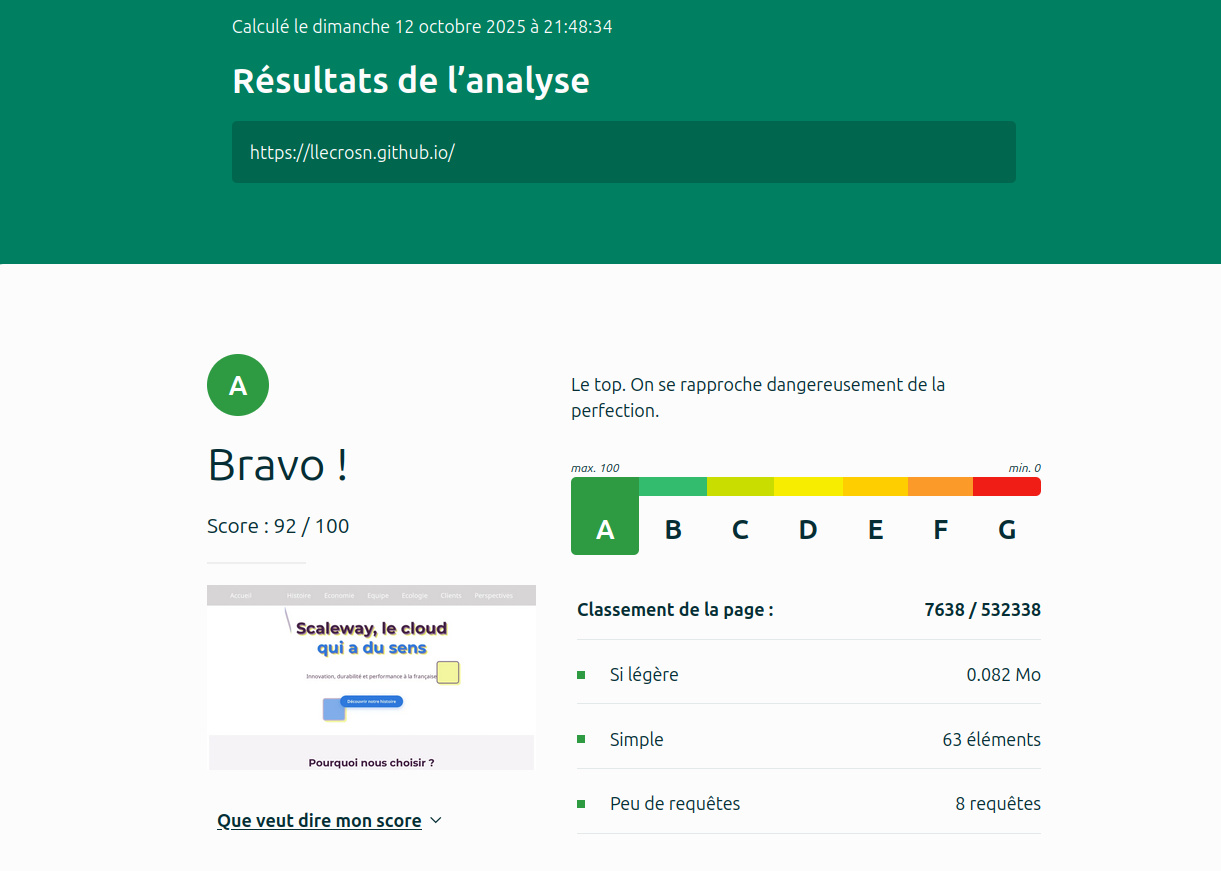 Calculé le dimanche 12 octobre 2025 à 21:48:34
Résultats de l’analyse
https://llecrosn.github.io/
A
Bravo !
Score : 92 / 100
Accueil Histoire Economie Equipe Ecologie Clients Perspectives
Scaleway, le cloud
qui a du sens
Innovation, durabilité et performance à la française
Découvrir notre histoire
Pourquoi nous choisir ?
Que veut dire mon score
Le top. On se rapproche dangereusement de la
perfection.
max. 100 min. 0
A B C D E F G
Classement de la page : 7638 / 532338
Si légère 0.082 Mo
Simple 63 éléments
Peu de requêtes 8 requêtes